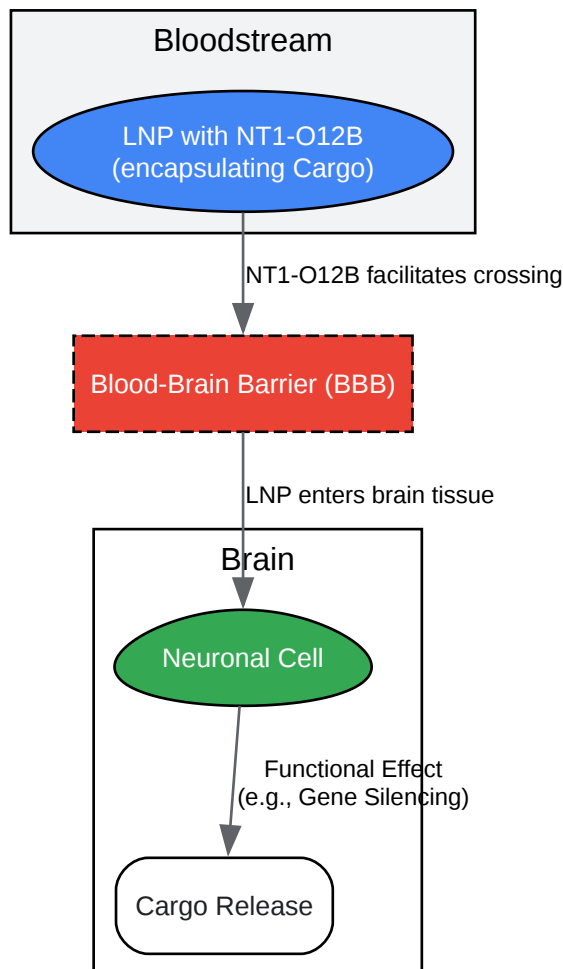 Bloodstream
LNP with NT1-O12B
(encapsulating Cargo)
NT1-O12B facilitates crossing
Blood-Brain Barrier (BBB)
LNP enters brain tissue
Brain
Neuronal Cell
Functional Effect
(e.g., Gene Silencing)
Cargo Release